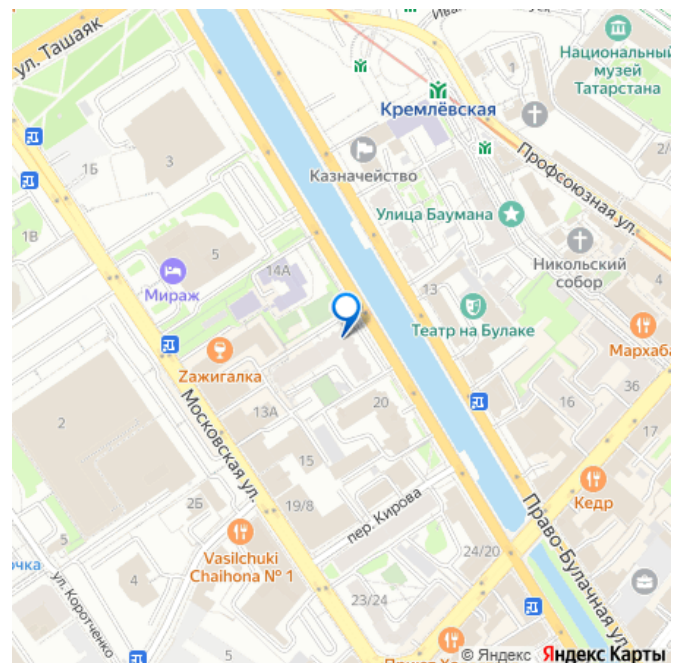 ул. Ташаяк
Национальный
музей
Татарстана
1
Кремлёвская
2/
Профсоюзная ул.
1Б
3
Казначейство
Улица Баумана
1В
5
14А
Никольский
собор
4
Мираж
13
Театр на Булаке
Мархаба
Zажигалка
36
2
13А
20
16
17
Московская ул.
15
2Б
19/8
пер. Кирова
Кедр
Право-Булачная ул.
5
Vasilchuki
Chaihona № 1
24/20
очка
4
ул. Коротченко
23/24
5
© Яндекс Яндекс Карты